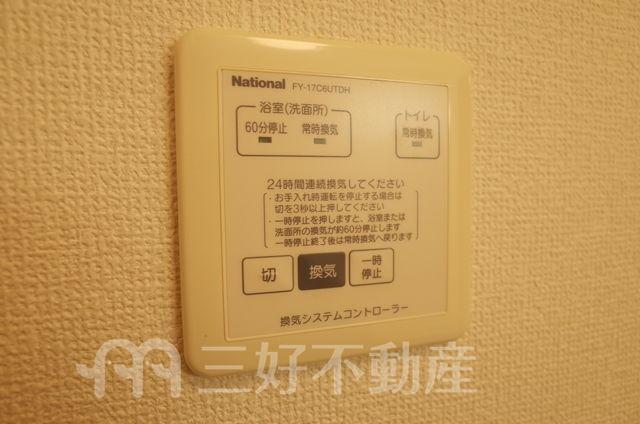 National FY-17C6UTDH
浴室(洗面所)
60分停止 常時換気
トイレ
常時換気
24時間連続換気してください
・お手入れ時運転を停止する場合は
切を3秒以上押してください
・一時停止を押しますと、浴室または
洗面所の換気が約60分停止します
一時停止終了後は常時換気へ戻ります
切
換気
一時
停止
換気システムコントローラー
三好不動産